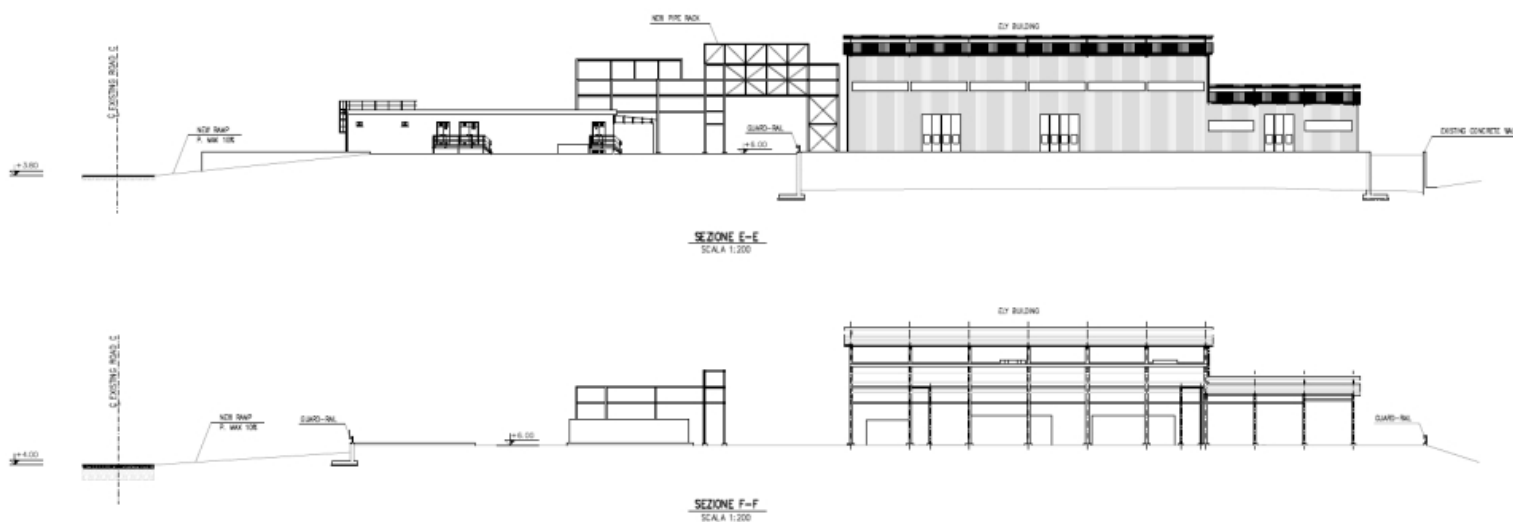 NEW PIPE RACK
ELY BUILDING
EXISTING ROAD C
NEW RAMP
P. MAX 10%
GUARD-RAIL
+6.00
+3.80
EXISTING CONCRETE WA
SEZIONE E-E
SCALA 1:200
ELY BUILDING
EXISTING ROAD C
NEW RAMP
P. MAX 10%
GUARD-RAIL
+6.00
GUARD-RAIL
+4.00
SEZIONE F-F
SCALA 1:200